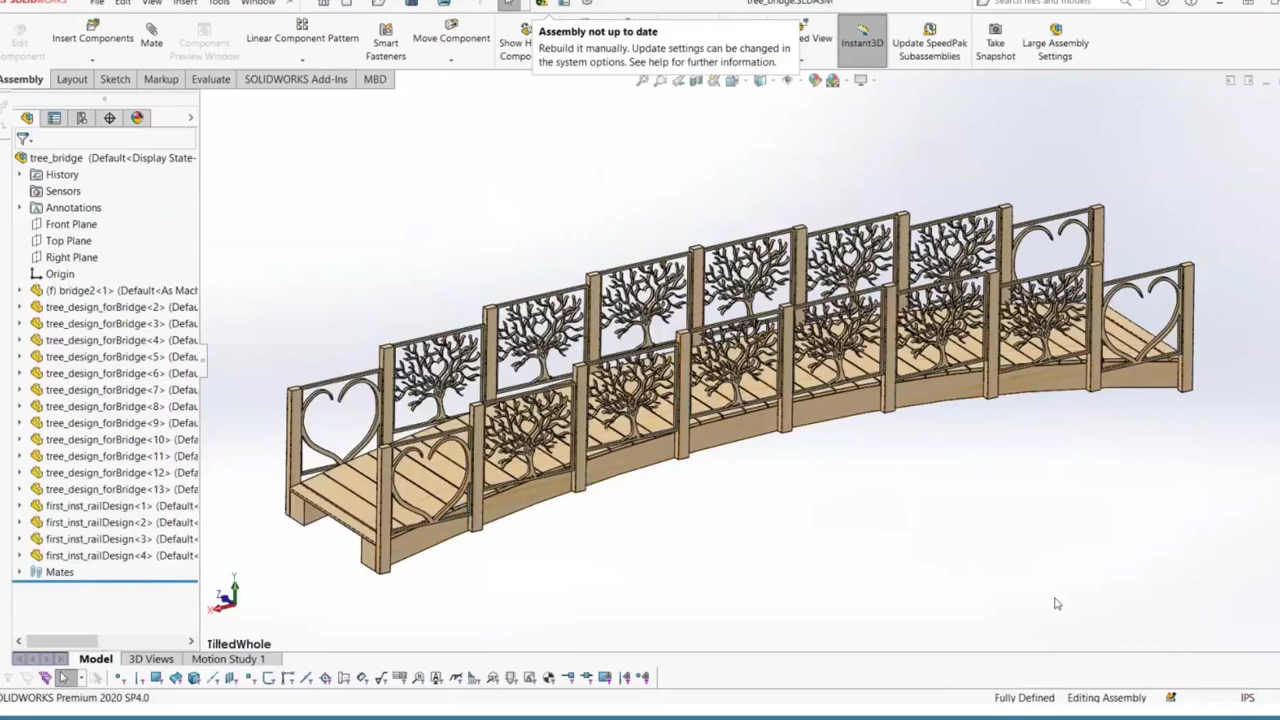 SOLIDWORKS File Edit View Insert Tools Window tree_bridge.SLDASM Search files and models
Edit Component
Insert Components
Mate
Component Preview Window
Linear Component Pattern
Smart Fasteners
Move Component
Show H
Compo
Assembly not up to date
Rebuild it manually. Update settings can be changed in
the system options. See help for further information.
ed View
Instant3D
Update SpeedPak Subassemblies
Take Snapshot
Large Assembly Settings
Assembly Layout Sketch Markup Evaluate SOLIDWORKS Add-Ins MBD
tree_bridge (Default<Display State-
History
Sensors
Annotations
Front Plane
Top Plane
Right Plane
Origin
(f) bridge2<1> (Default<As Mach
tree_design_forBridge<2> (Defau
tree_design_forBridge<3> (Defau
tree_design_forBridge<4> (Defau
tree_design_forBridge<5> (Defau
tree_design_forBridge<6> (Defau
tree_design_forBridge<7> (Defau
tree_design_forBridge<8> (Defau
tree_design_forBridge<9> (Defau
tree_design_forBridge<10> (Defa
tree_design_forBridge<11> (Defa
tree_design_forBridge<12> (Defa
tree_design_forBridge<13> (Defa
first_inst_railDesign<1> (Default<
first_inst_railDesign<2> (Default<
first_inst_railDesign<3> (Default<
first_inst_railDesign<4> (Default<
Mates
Y
Z
X
TiltedWhole
Model 3D Views Motion Study 1
OLIDWORKS Premium 2020 SP4.0 Fully Defined Editing Assembly IPS